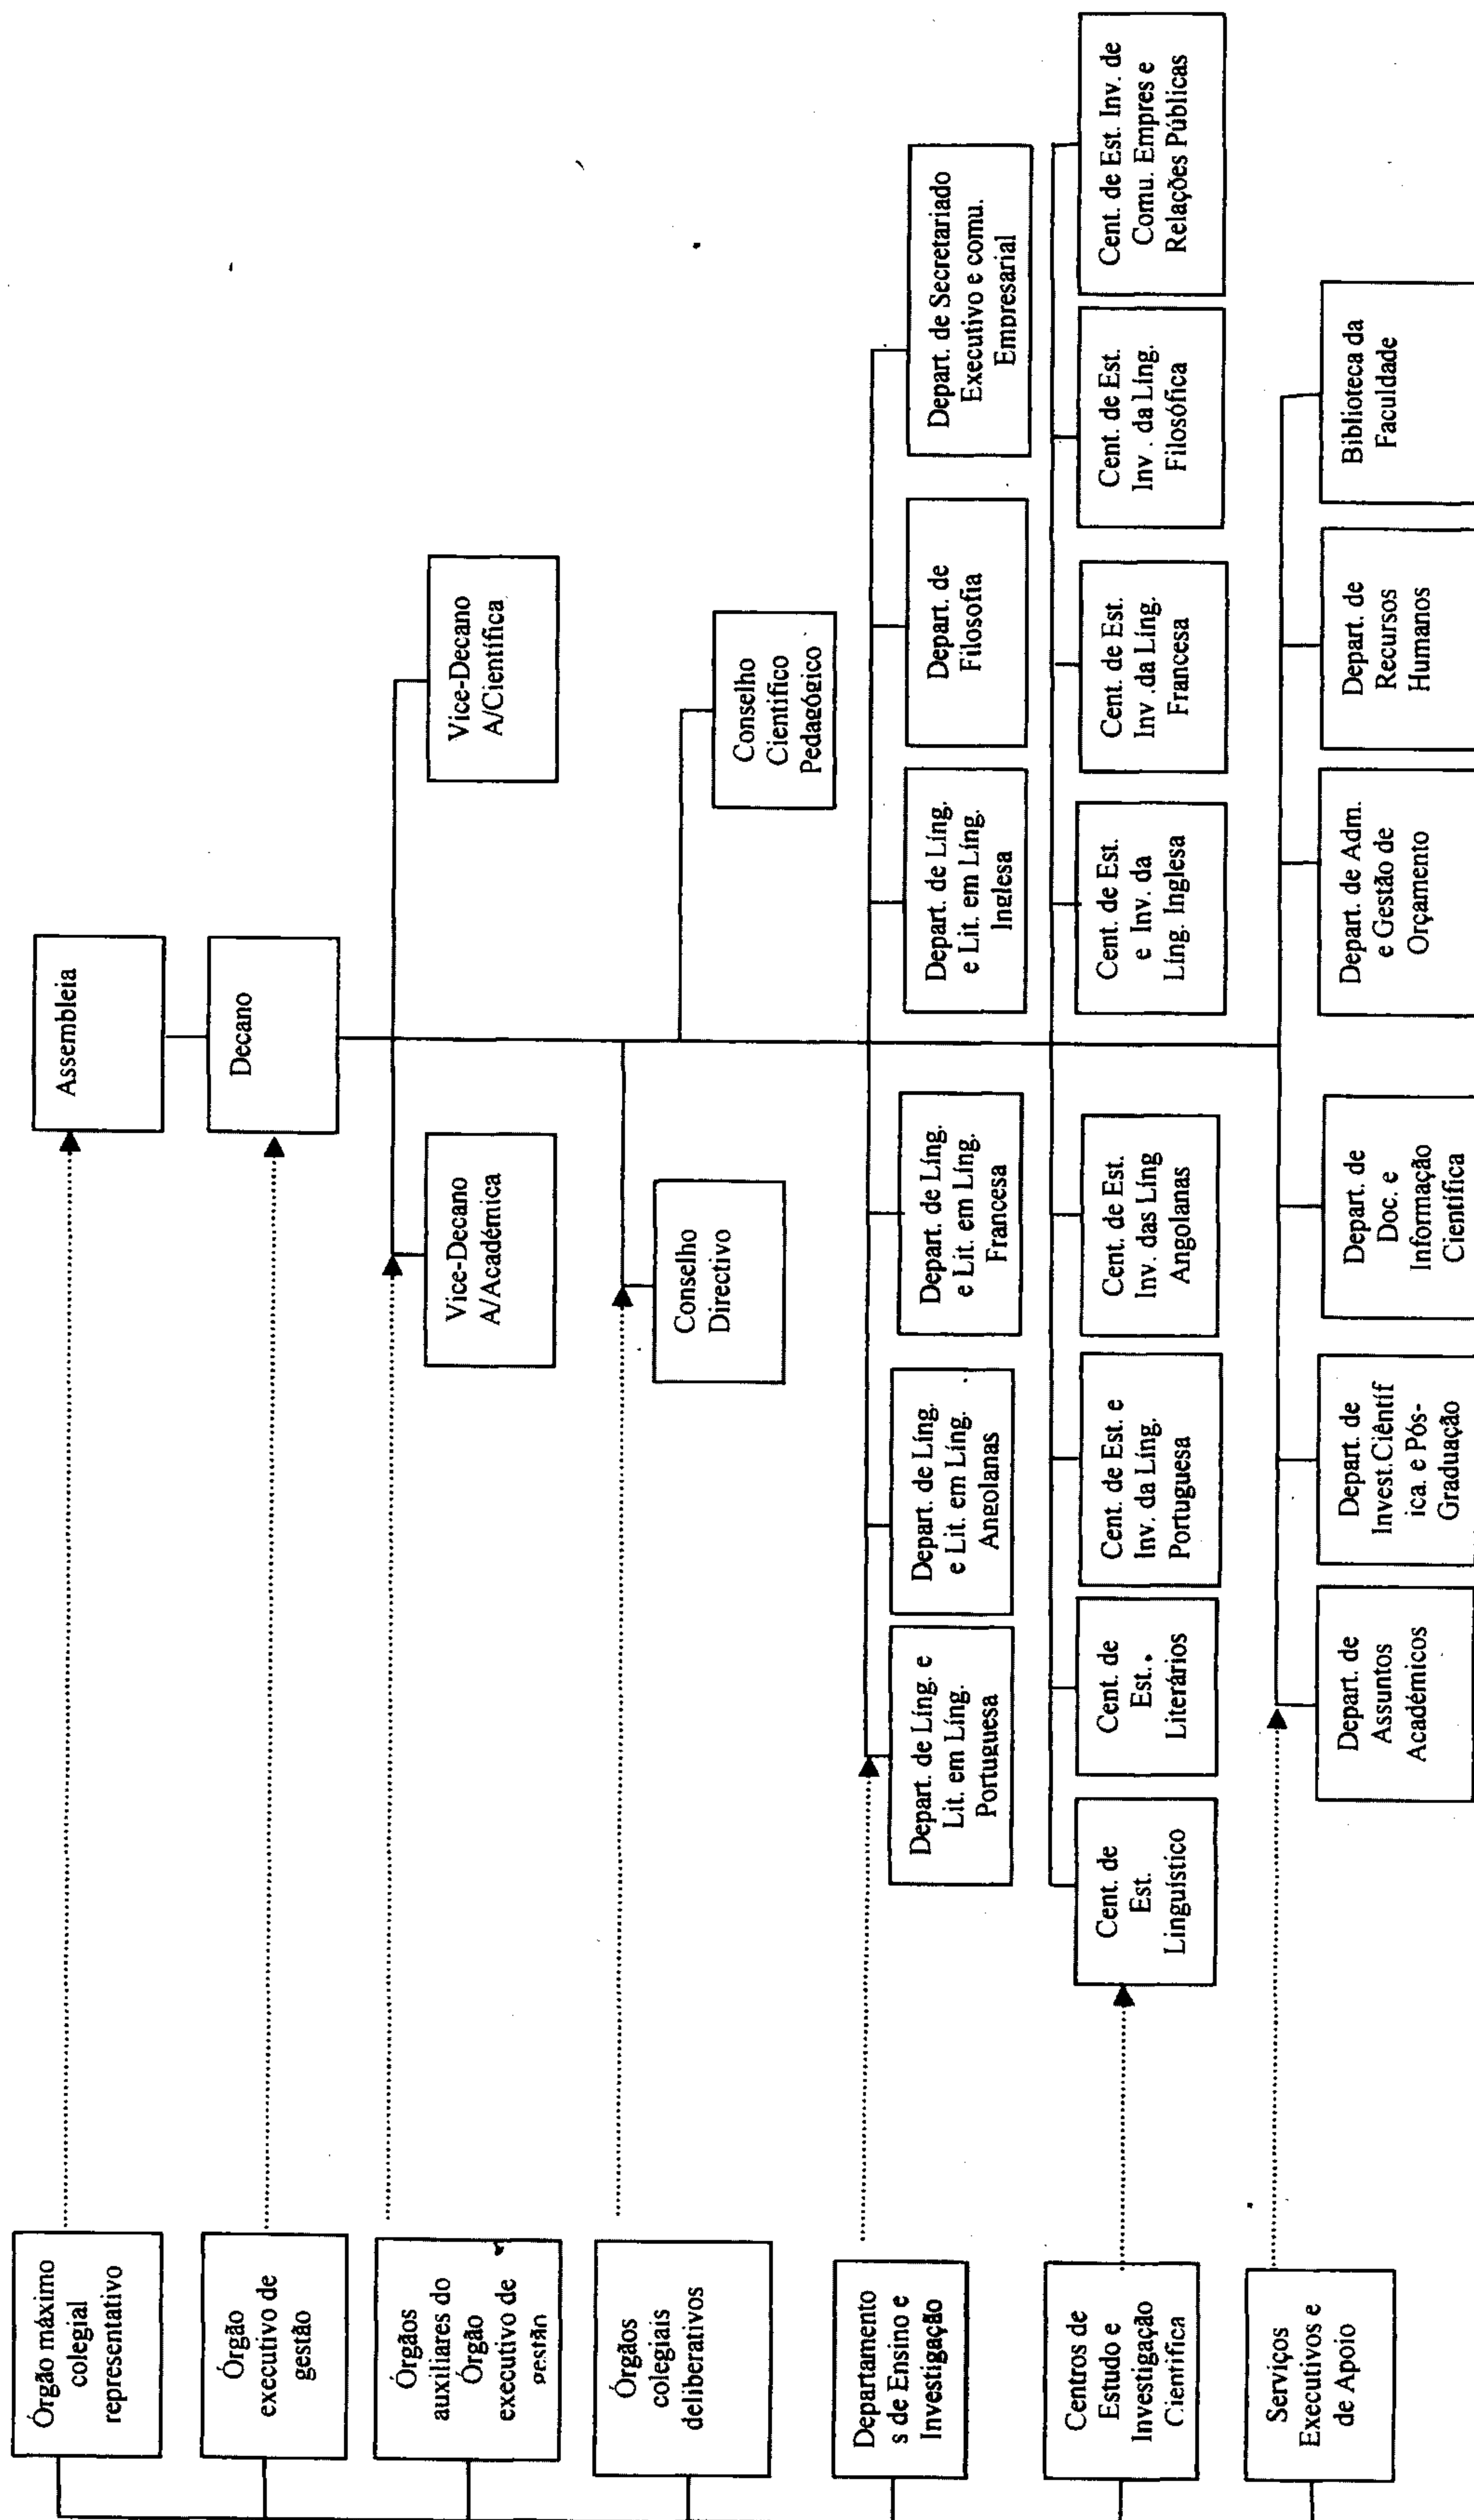 Órgão máximo
colegial
representativo
Assembleia
Órgão
executivo de
gestão
Decano
Órgãos
auxiliares do
Órgão
executivo de
gestão
Vice-Decano
A/Académica
Vice-Decano
A/Científica
Órgãos
colegiais
deliberativos
Conselho
Directivo
Conselho
Cientifico
Pedagógico
Departamento
s de Ensino e
Investigação
Depart. de Líng. e
Lit. em Líng.
Portuguesa
Depart. de Líng.
e Lit. em Líng.
Angolanas
Depart. de Líng.
e Lit. em Líng.
Francesa
Depart. de Líng.
e Lit. em Líng.
Inglesa
Depart. de
Filosofia
Depart. de Secretariado
Executivo e comu.
Empresarial
Centros de
Estudo e
Investigação
Cientifica
Cent. de
Est.
Linguístico
Cent. de
Est.
Literários
Cent. de Est. e
Inv. da Líng.
Portuguesa
Cent. de Est.
Inv. das Líng
Angolanas
Cent. de Est.
e Inv. da
Líng. Inglesa
Cent. de Est.
Inv .da Líng.
Francesa
Cent. de Est.
Inv . da Líng.
Filosófica
Cent. de Est. Inv. de
Comu. Empres e
Relações Públicas
Serviços
Executivos e
de Apoio
Depart. de
Assuntos
Académicos
Depart. de
Invest.Ciêntíf
ica. e Pós-
Graduação
Depart. de
Doc. e
Informação
Científica
Depart. de Adm.
e Gestão de
Orçamento
Depart. de
Recursos
Humanos
Biblioteca da
Faculdade